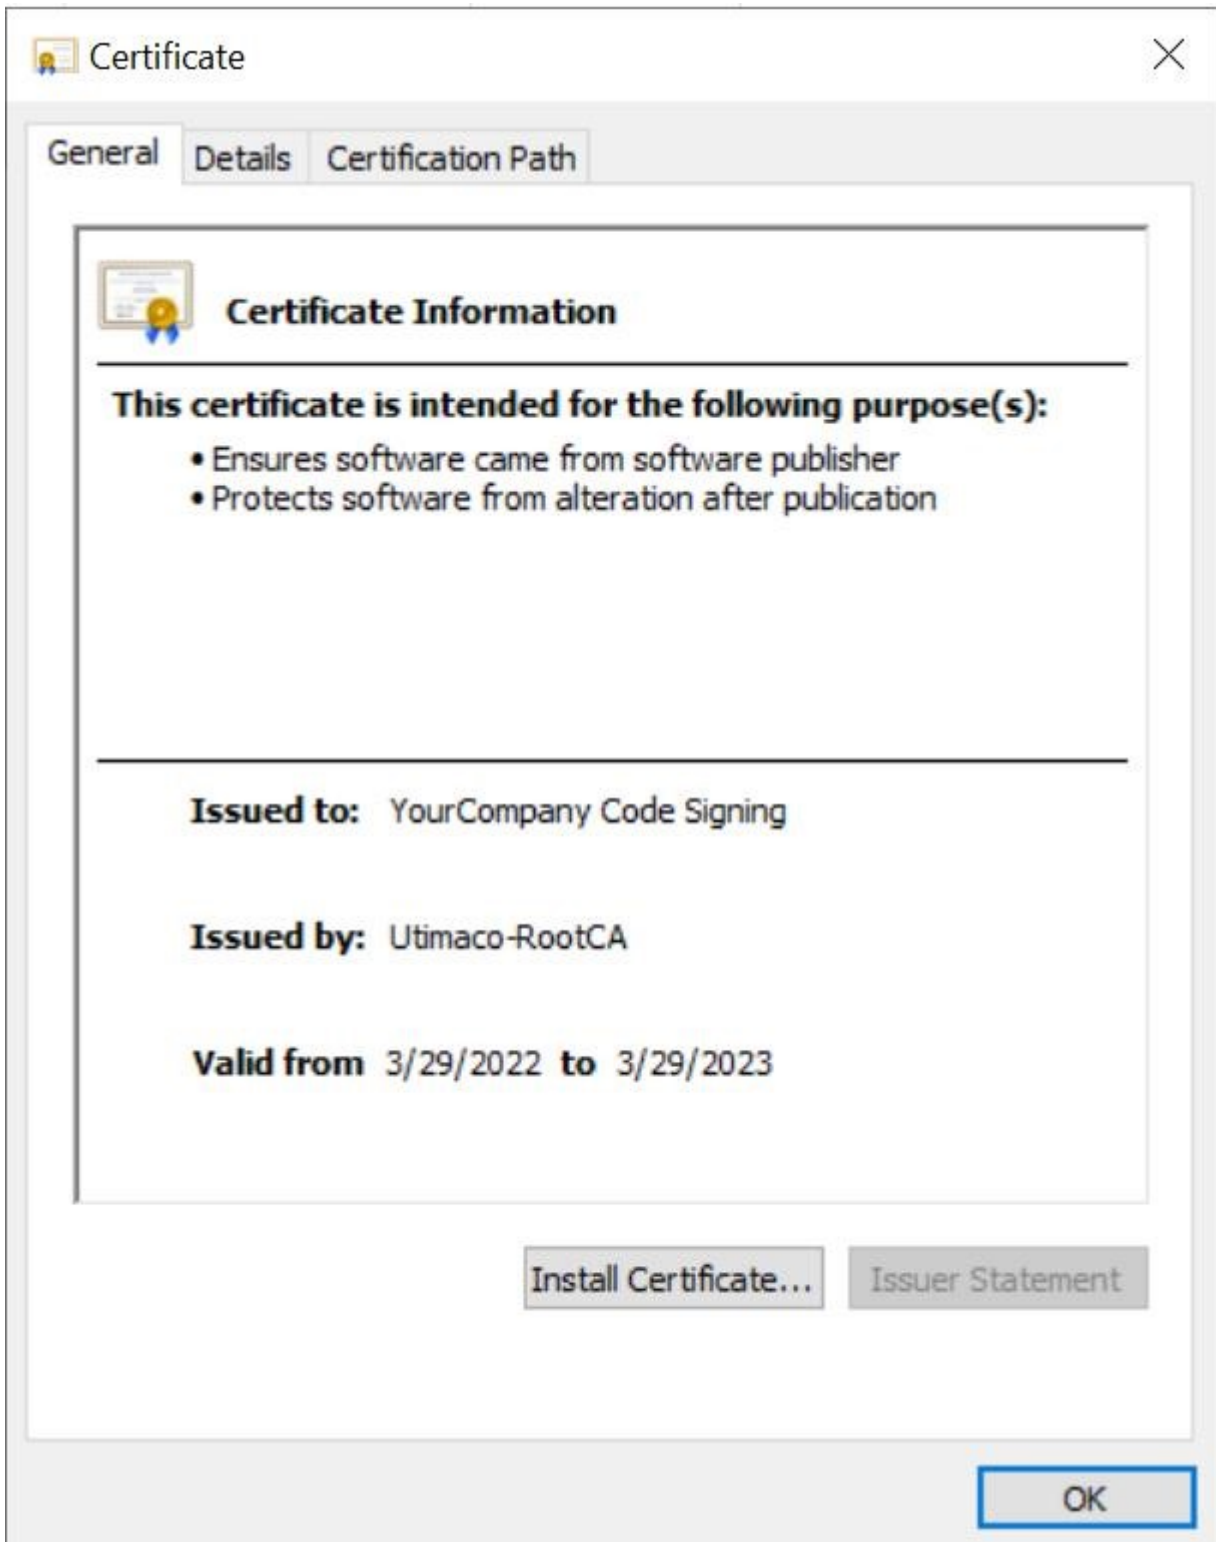 Certificate
General Details Certification Path
Certificate Information
This certificate is intended for the following purpose(s):
• Ensures software came from software publisher
• Protects software from alteration after publication
Issued to: YourCompany Code Signing
Issued by: Utimaco-RootCA
Valid from 3/29/2022 to 3/29/2023
Install Certificate... Issuer Statement
OK